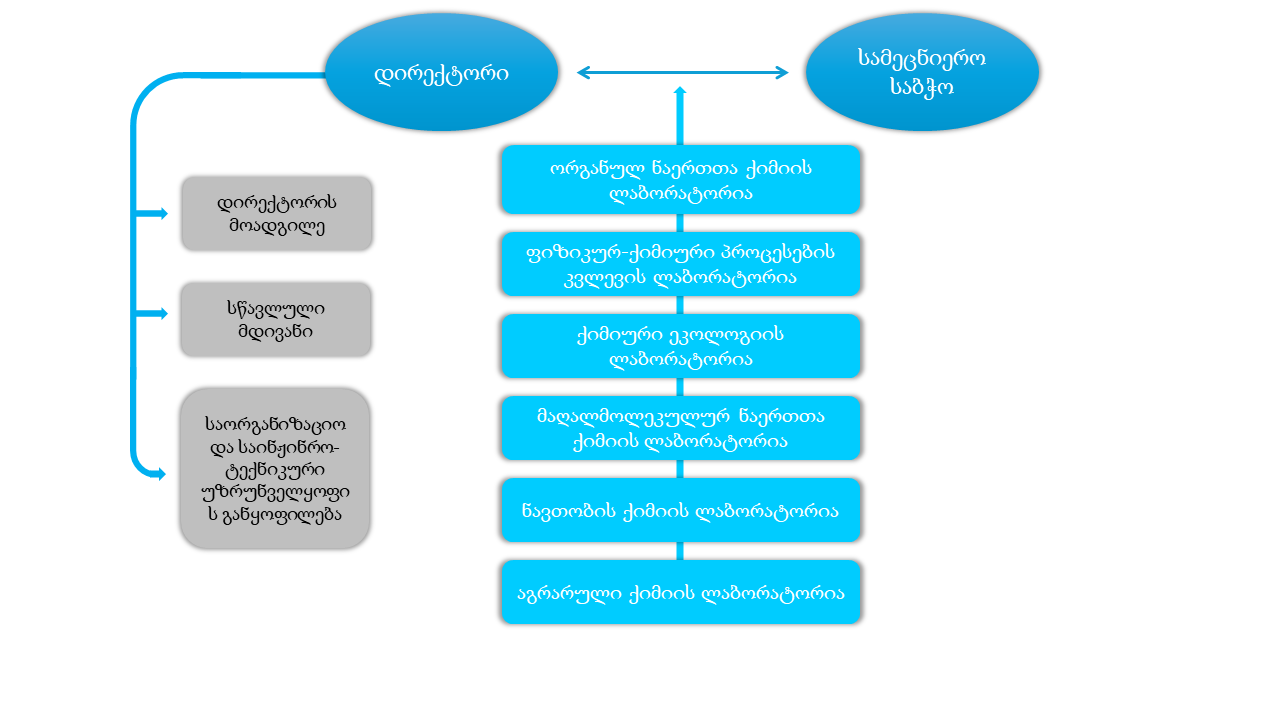 დირექტორი
სამეცნიერო
საბჭო
დირექტორის
მოადგილე
სწავლული
მდივანი
საორგანიზაციო
და საინჟინრო-
ტექნიკური
უზრუნველყოფი
ს განყოფილება
ორგანულ ნაერთთა ქიმიის
ლაბორატორია
ფიზიკურ-ქიმიური პროცესების
კვლევის ლაბორატორია
ქიმიური ეკოლოგიის
ლაბორატორია
მაღალმოლეკულურ ნაერთთა
ქიმიის ლაბორატორია
ნავთობის ქიმიის ლაბორატორია
აგრარული ქიმიის ლაბორატორია